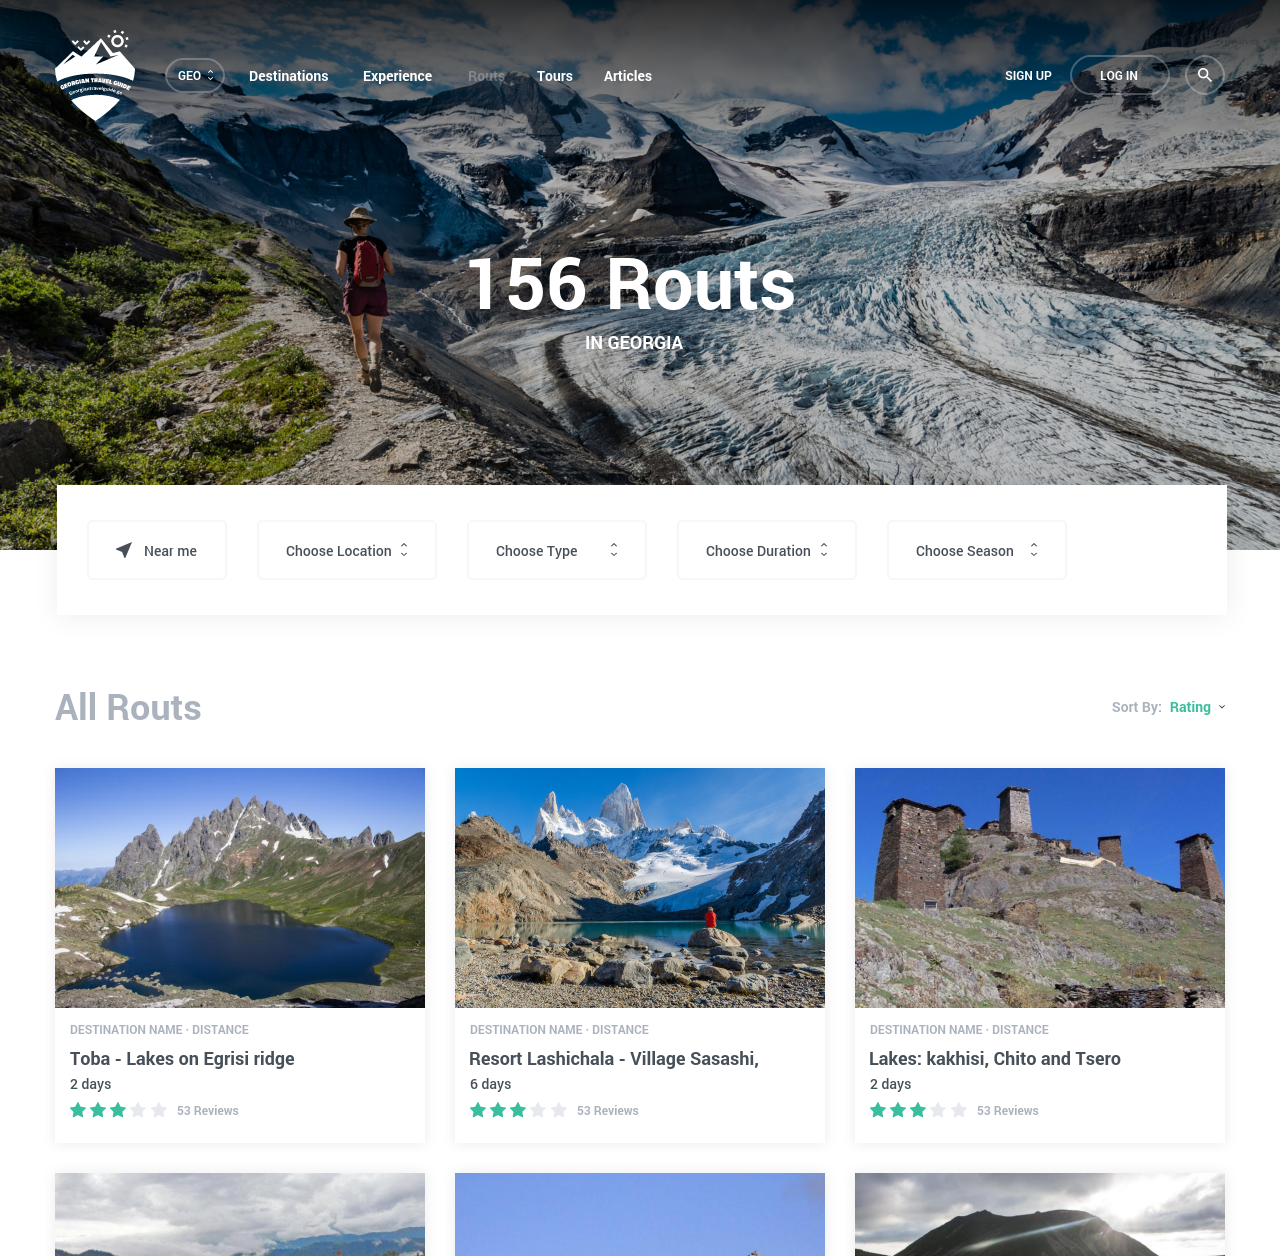 GEORGIAN TRAVEL GUIDE
Georgiantravelguide.ge
GEO
Destinations
Experience
Routs
Tours
Articles
SIGN UP
LOG IN
156 Routs
IN GEORGIA
Near me
Choose Location
Choose Type
Choose Duration
Choose Season
All Routs
Sort By: Rating
DESTINATION NAME · DISTANCE
Toba - Lakes on Egrisi ridge
2 days
53 Reviews
DESTINATION NAME · DISTANCE
Resort Lashichala - Village Sasashi,
6 days
53 Reviews
DESTINATION NAME · DISTANCE
Lakes: kakhisi, Chito and Tsero
2 days
53 Reviews